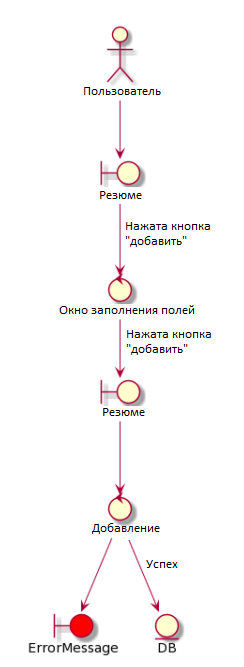 Пользователь
Резюме
Нажата кнопка
"добавить"
Окно заполнения полей
Нажата кнопка
"добавить"
Резюме
Добавление
Успех
ErrorMessage
DB